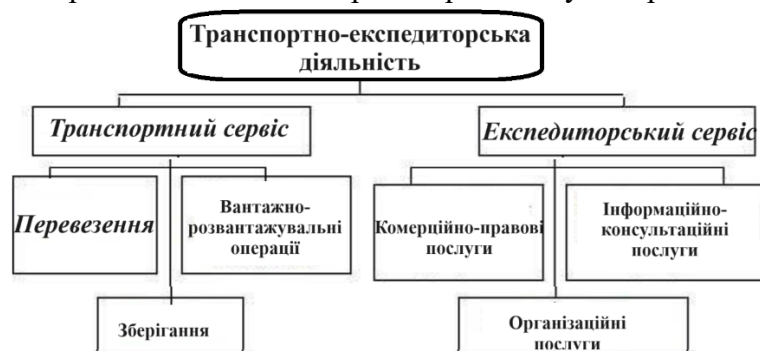 Транспортно-експедиторська
діяльність
Транспортний сервіс
Експедиторський сервіс
Перевезення
Вантажно-
розвантажувальні
операції
Комерційно-правові
послуги
Інформаційно-
консультаційні
послуги
Зберігання
Організаційні
послуги